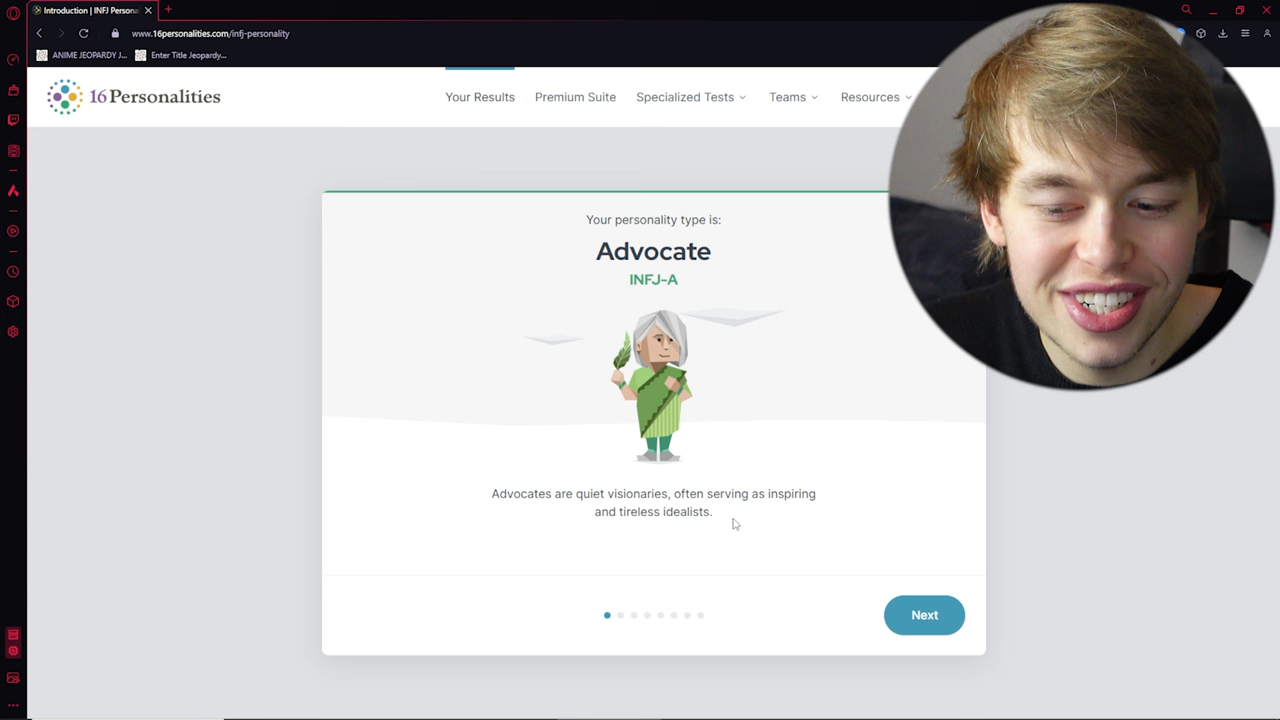 Introduction | INFJ Persona
www.16personalities.com/infj-personality
ANIME JEOPARDY J...
Enter Title Jeopardy...
16Personalities
Your Results
Premium Suite
Specialized Tests
Teams
Resources
Your personality type is:
Advocate
INFJ-A
Advocates are quiet visionaries, often serving as inspiring
and tireless idealists.
Next